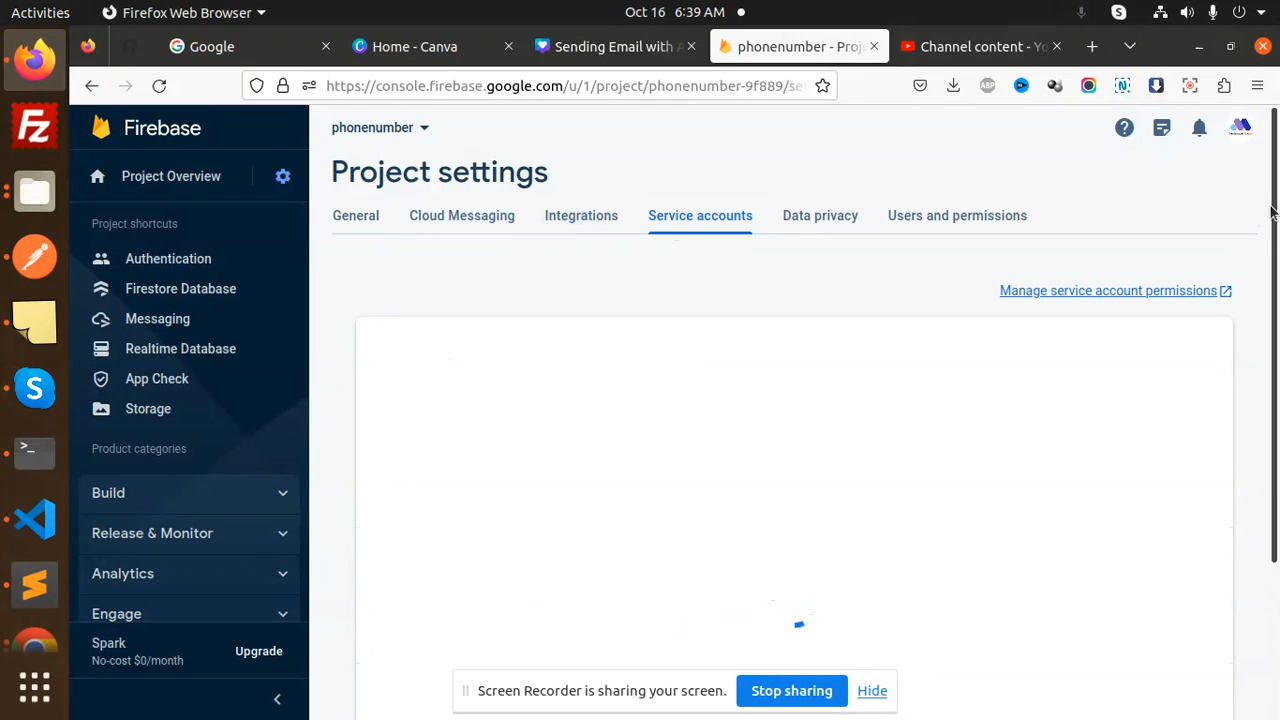 Activities
Firefox Web Browser
Oct 16 6:39 AM
Google
Home - Canva
Sending Email with A
phonenumber - Proj
Channel content - Yo
https://console.firebase.google.com/u/1/project/phonenumber-9f889/se
ABP
Firebase
phonenumber
Project Overview
Project settings
General
Cloud Messaging
Integrations
Service accounts
Data privacy
Users and permissions
Project shortcuts
Authentication
Firestore Database
Messaging
Realtime Database
App Check
Storage
Manage service account permissions
Product categories
Build
Release & Monitor
Analytics
Engage
Spark
No-cost $0/month
Upgrade
Screen Recorder is sharing your screen.
Stop sharing
Hide